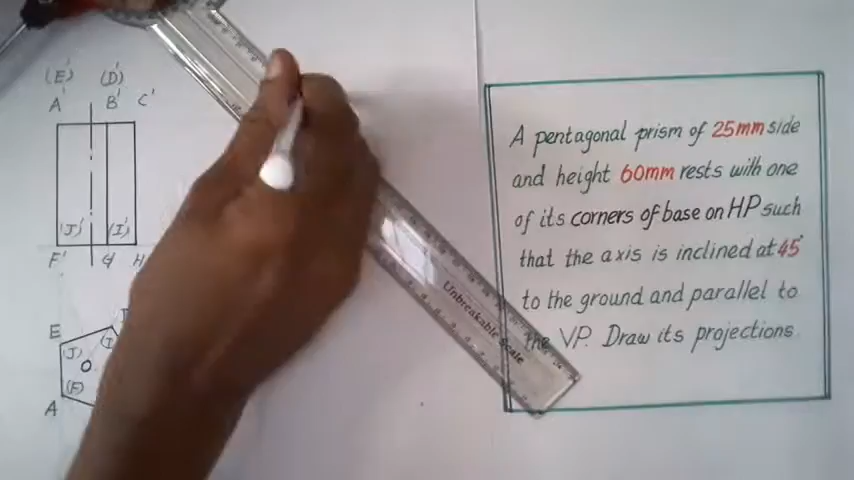 (E') (D')
A' B' C'
(J') (I')
F' G' H'
E
(J)
O
(F)
A
Unbreakable Scale
A pentagonal prism of 25mm side
and height 60mm rests with one
of its corners of base on HP such
that the axis is inclined at 45°
to the ground and parallel to
the VP. Draw its projections.